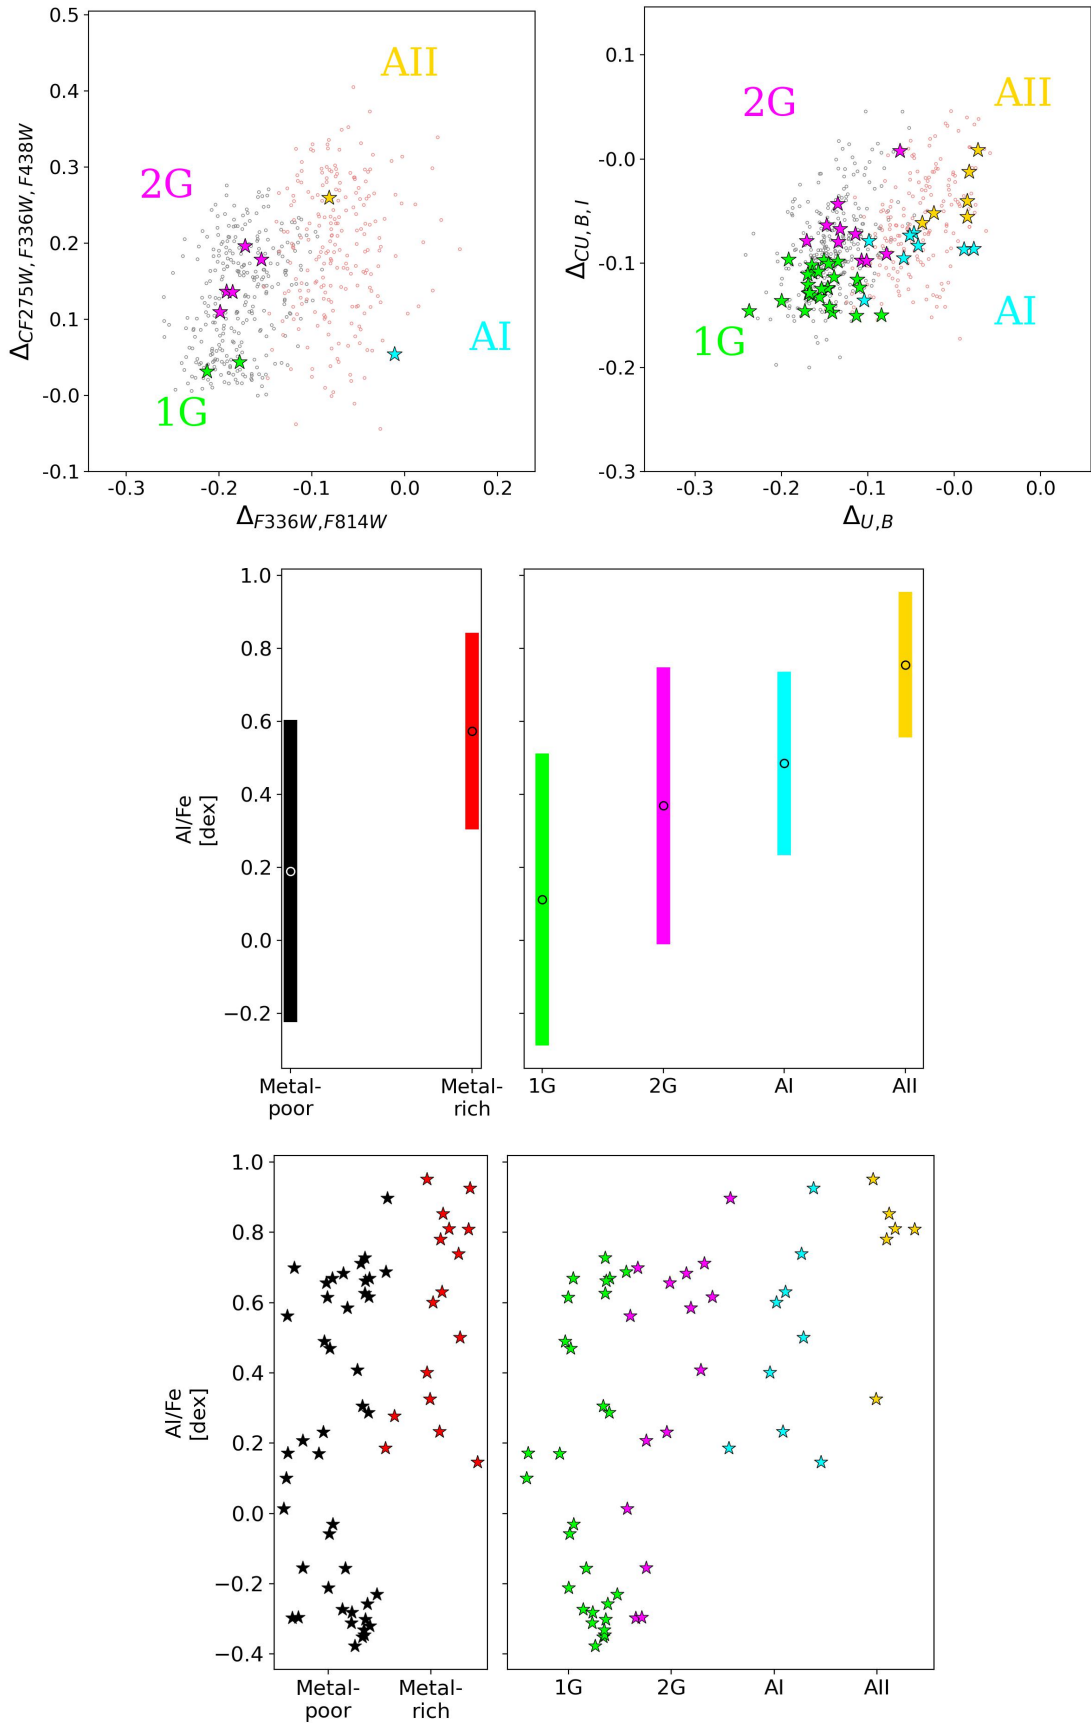 0.5
0.4
0.3
0.2
0.1
-0.0
-0.1
-0.3
-0.2
-0.1
0.0
0.2
ΔCF275W, F336W, F438W
ΔF336W, F814W
AII
2G
AI
1G
0.1
-0.0
-0.1
-0.2
-0.3
-0.3
-0.2
-0.1
-0.0
0.0
ΔCU, B, I
ΔU, B
2G
AII
1G
AI
1.0
0.8
0.6
0.4
0.2
0.0
−0.2
Al/Fe
[dex]
Metal-
poor
Metal-
rich
1G
2G
AI
AII
1.0
0.8
0.6
0.4
0.2
0.0
−0.2
−0.4
Al/Fe
[dex]
Metal-
poor
Metal-
rich
1G
2G
AI
AII